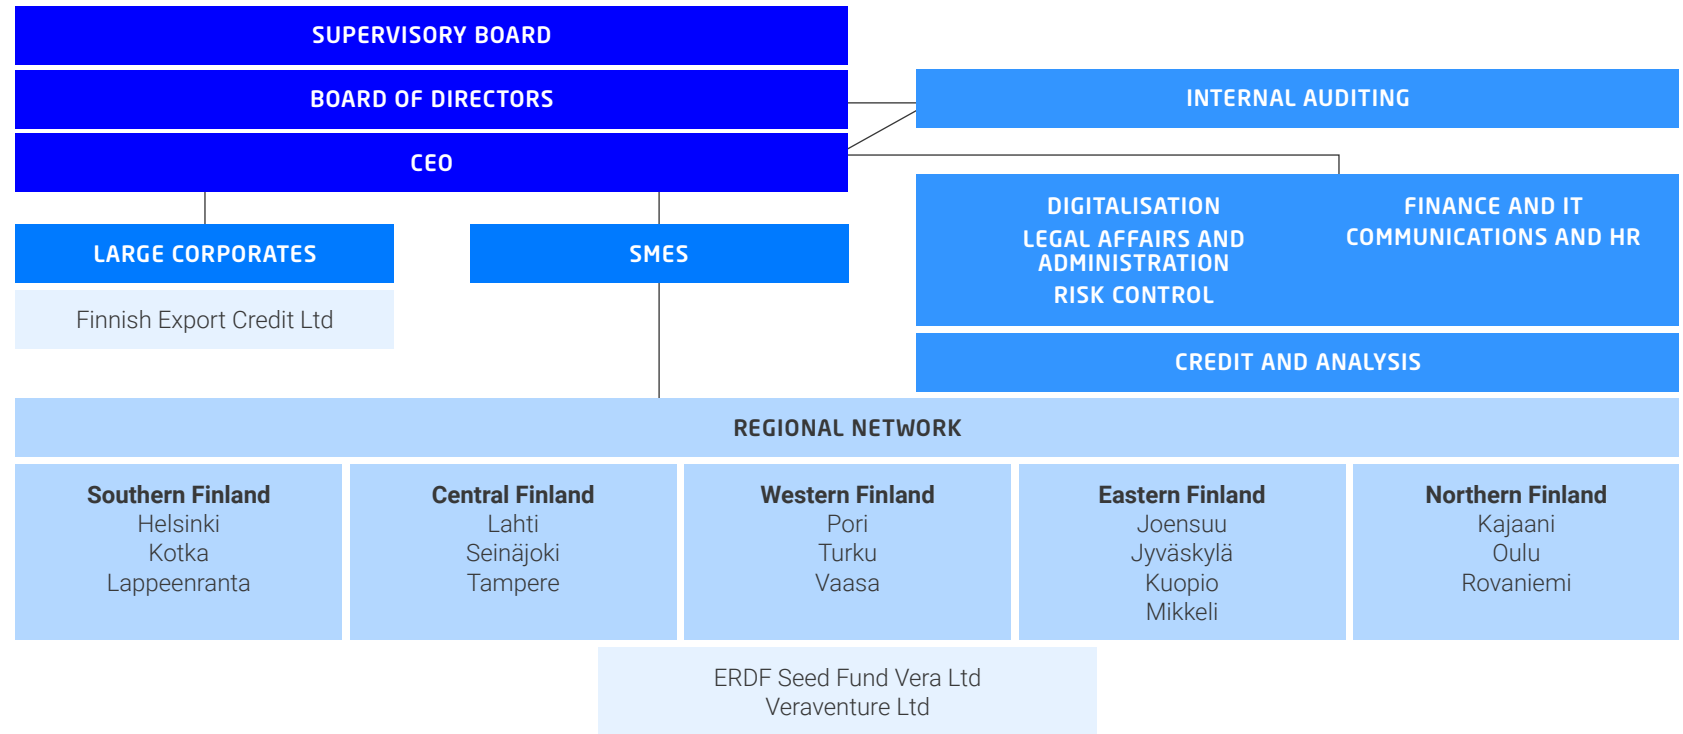 SUPERVISORY BOARD
BOARD OF DIRECTORS
INTERNAL AUDITING
CEO
DIGITALISATION
LEGAL AFFAIRS AND
ADMINISTRATION
RISK CONTROL
FINANCE AND IT
COMMUNICATIONS AND HR
LARGE CORPORATES
SMES
Finnish Export Credit Ltd
CREDIT AND ANALYSIS
REGIONAL NETWORK
Southern Finland
Helsinki
Kotka
Lappeenranta
Central Finland
Lahti
Seinäjoki
Tampere
Western Finland
Pori
Turku
Vaasa
Eastern Finland
Joensuu
Jyväskylä
Kuopio
Mikkeli
Northern Finland
Kajaani
Oulu
Rovaniemi
ERDF Seed Fund Vera Ltd
Veraventure Ltd